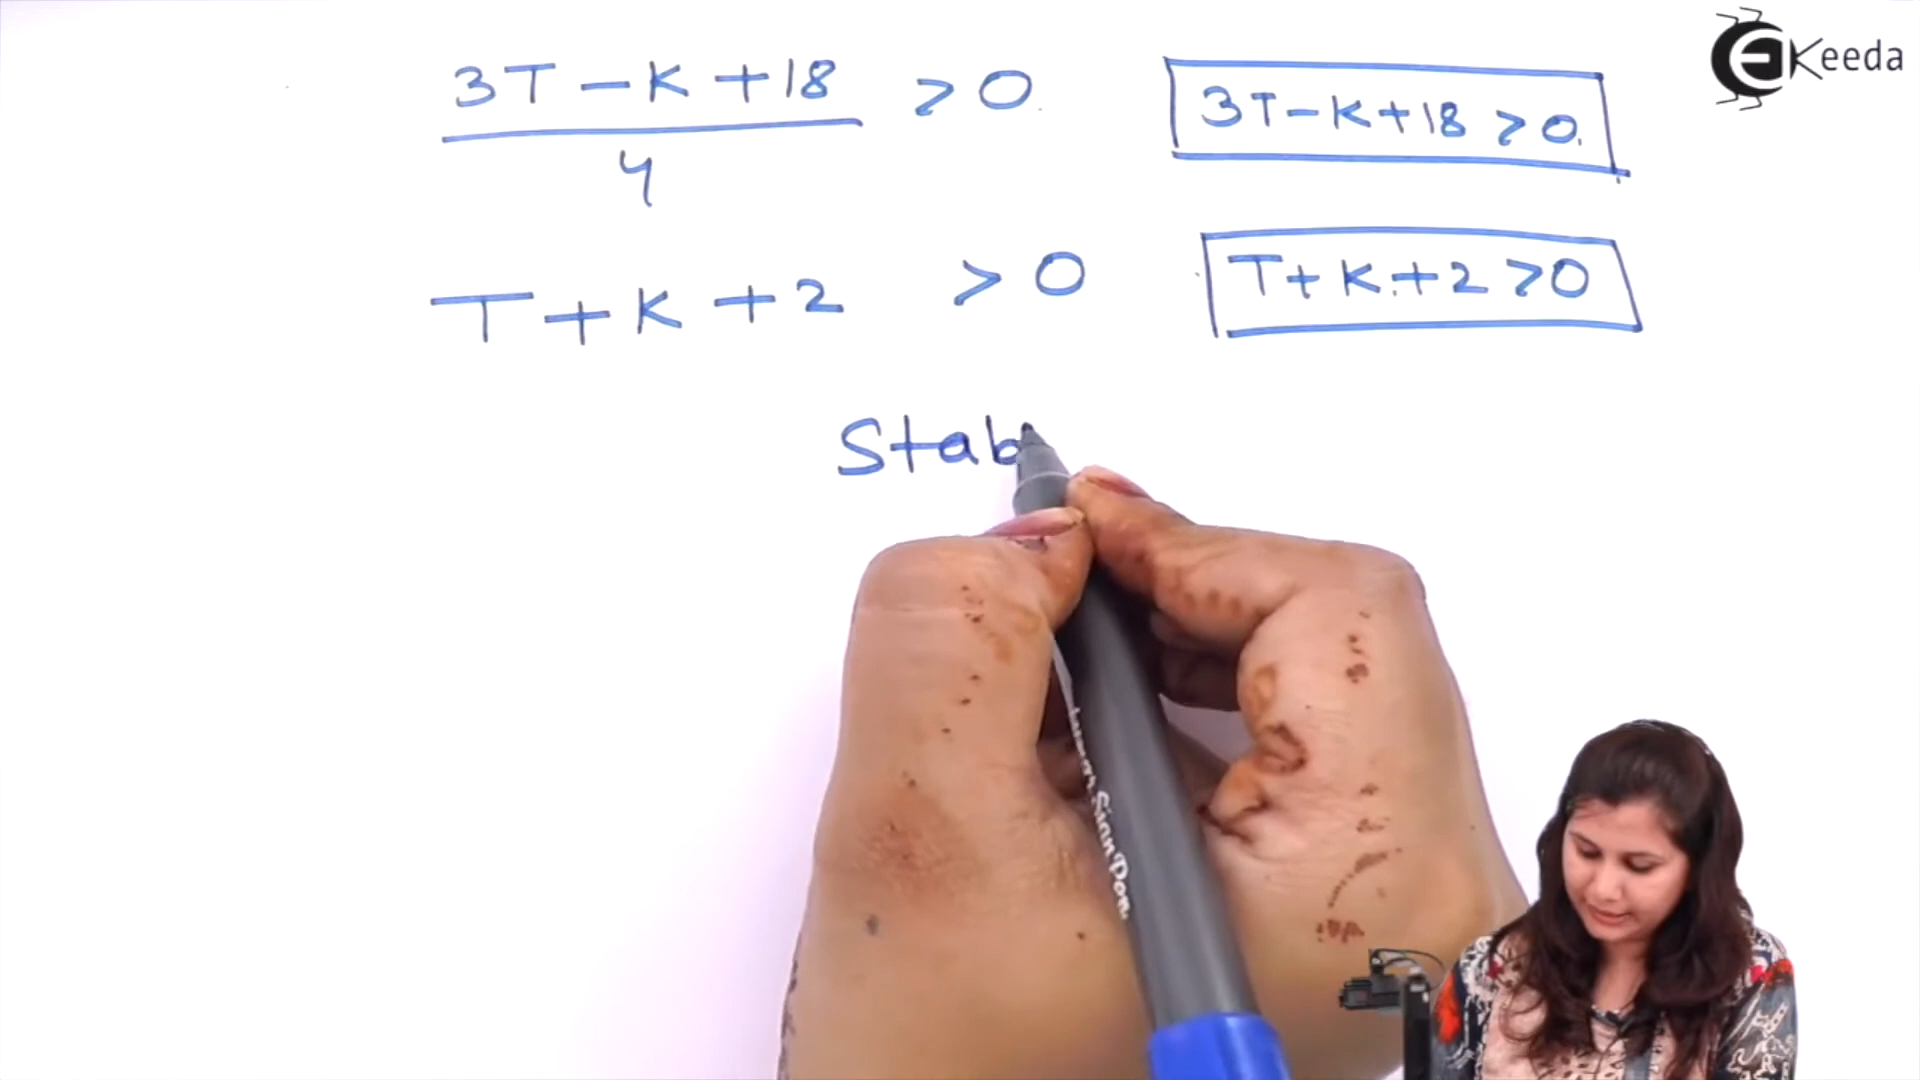 3T-K+18 >0
4
3T-K+18 >0.
T+K+2 >0
T+K+2>0
Stab
Keeda